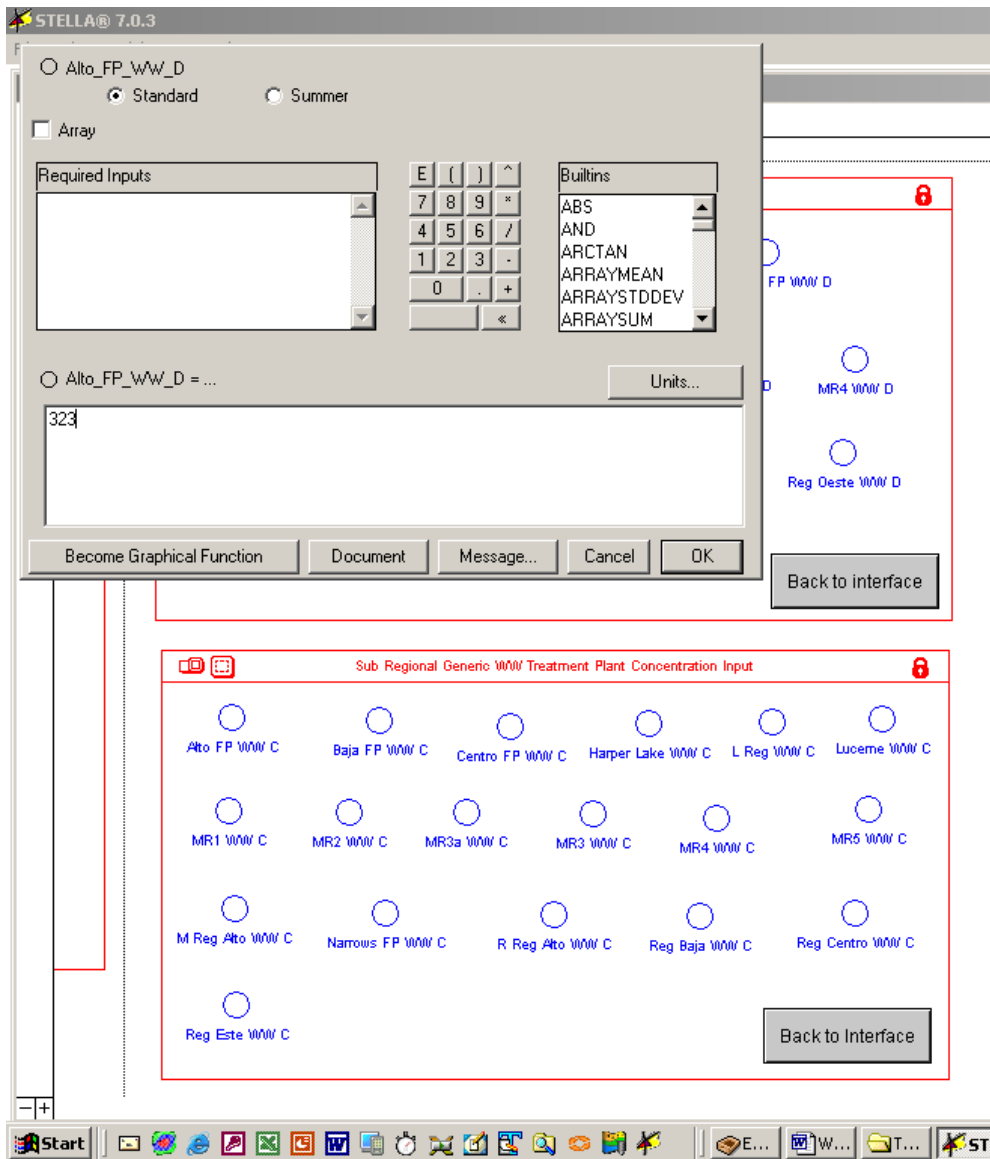 STELLA® 7.0.3
Alto_FP_WW_D
Standard Summer
Array
Required Inputs
E ( ) ^
7 8 9 *
4 5 6 /
1 2 3 -
0 . +
«
Builtins
ABS
AND
ARCTAN
ARRAYMEAN
ARRAYSTDDEV
ARRAYSUM
Alto_FP_WW_D = ...
Units...
323
Become Graphical Function Document Message... Cancel OK
FP WW D
D MR4 WW D
Reg Oeste WW D
Back to interface
Sub Regional Generic WW Treatment Plant Concentration Input
Alto FP WW C Baja FP WW C Centro FP WW C Harper Lake WW C L Reg WW C Lucerne WW C
MR1 WW C MR2 WW C MR3a WW C MR3 WW C MR4 WW C MR5 WW C
M Reg Alto WW C Narrows FP WW C R Reg Alto WW C Reg Baja WW C Reg Centro WW C
Reg Este WW C
Back to Interface
Start E... W... T... ST